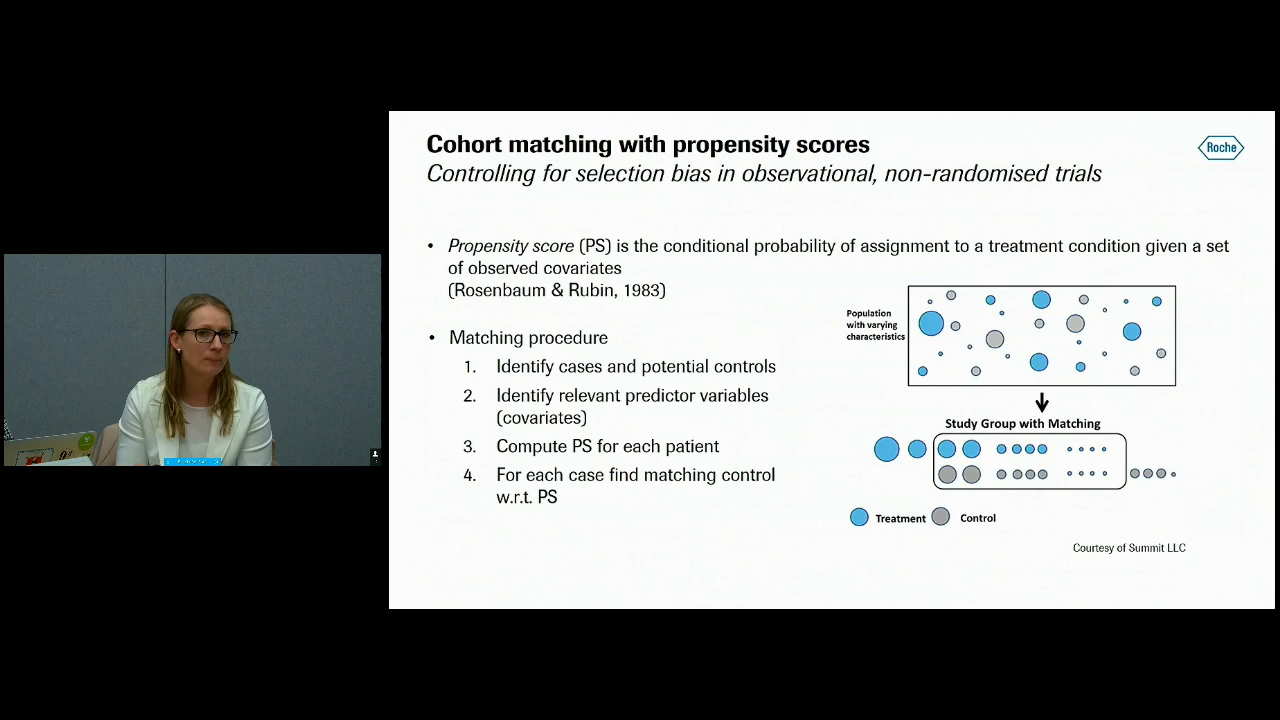 Cohort matching with propensity scores
Controlling for selection bias in observational, non-randomised trials
Roche
• Propensity score (PS) is the conditional probability of assignment to a treatment condition given a set
of observed covariates
(Rosenbaum & Rubin, 1983)
• Matching procedure
1. Identify cases and potential controls
2. Identify relevant predictor variables
(covariates)
3. Compute PS for each patient
4. For each case find matching control
w.r.t. PS
Population
with varying
characteristics
Study Group with Matching
Treatment
Control
Courtesy of Summit LLC